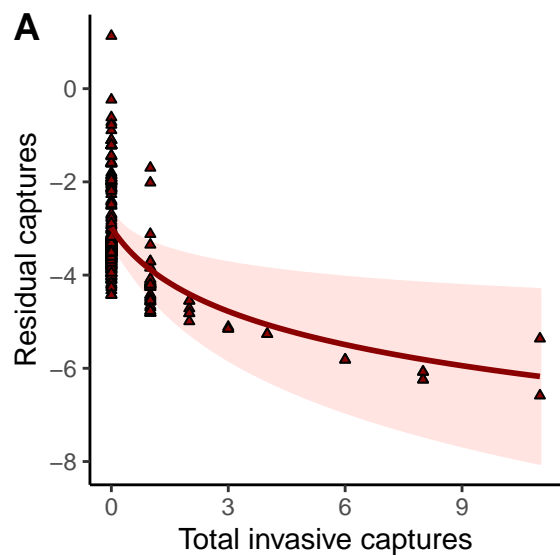 A
Residual captures
0
−2
−4
−6
−8
0 3 6 9
Total invasive captures